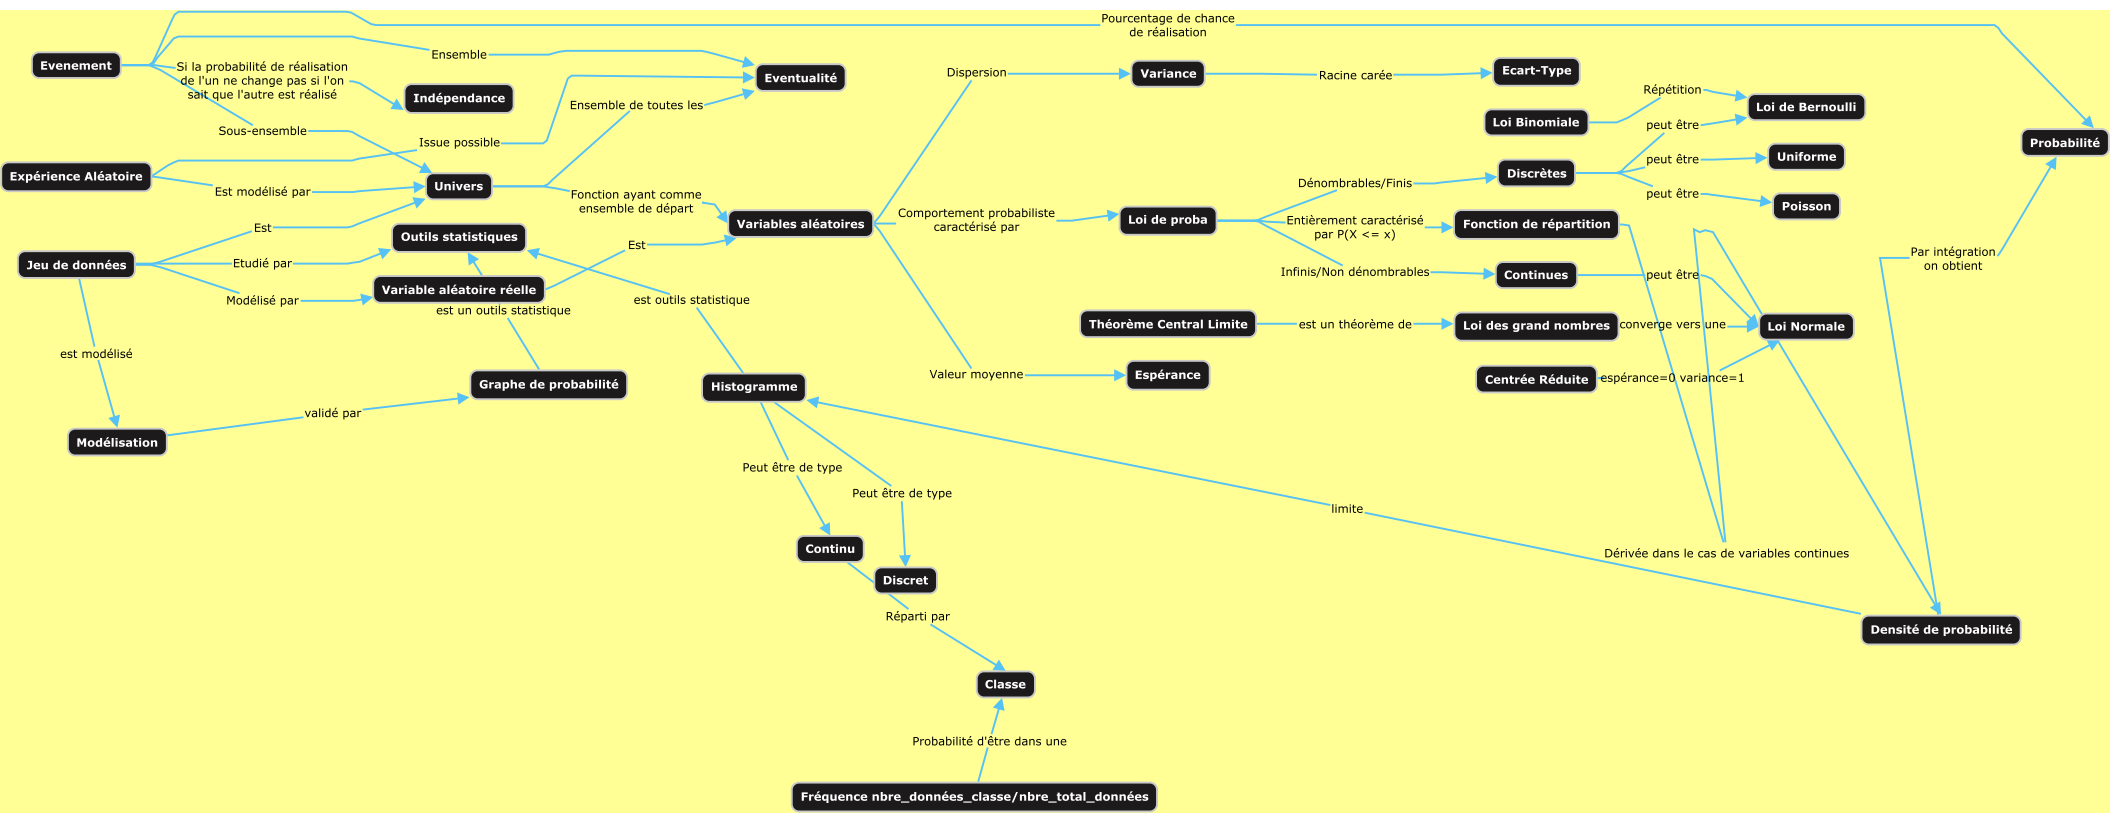 Pourcentage de chance
de réalisation
Evenement
Ensemble
Si la probabilité de réalisation
de l'un ne change pas si l'on
sait que l'autre est réalisé
Indépendance
Eventualité
Ensemble de toutes les
Sous-ensemble
Issue possible
Expérience Aléatoire
Est modélisé par
Univers
Fonction ayant comme
ensemble de départ
Est
Outils statistiques
Jeu de données
Etudié par
Modélisé par
Variable aléatoire réelle
Est
est un outils statistique
est outils statistique
Variables aléatoires
Dispersion
Variance
Racine carée
Ecart-Type
Répétition
Loi de Bernoulli
Loi Binomiale
peut être
Probabilité
peut être
Uniforme
Discrètes
Dénombrables/Finis
peut être
Poisson
Comportement probabiliste
caractérisé par
Loi de proba
Entièrement caractérisé
par P(X <= x)
Fonction de répartition
Par intégration
on obtient
Infinis/Non dénombrables
Continues
peut être
Théorème Central Limite
est un théorème de
Loi des grand nombres
converge vers une
Loi Normale
Valeur moyenne
Espérance
Centrée Réduite
espérance=0 variance=1
est modélisé
Graphe de probabilité
Histogramme
validé par
Modélisation
Peut être de type
Peut être de type
limite
Continu
Dérivée dans le cas de variables continues
Discret
Réparti par
Densité de probabilité
Classe
Probabilité d'être dans une
Fréquence nbre_données_classe/nbre_total_données